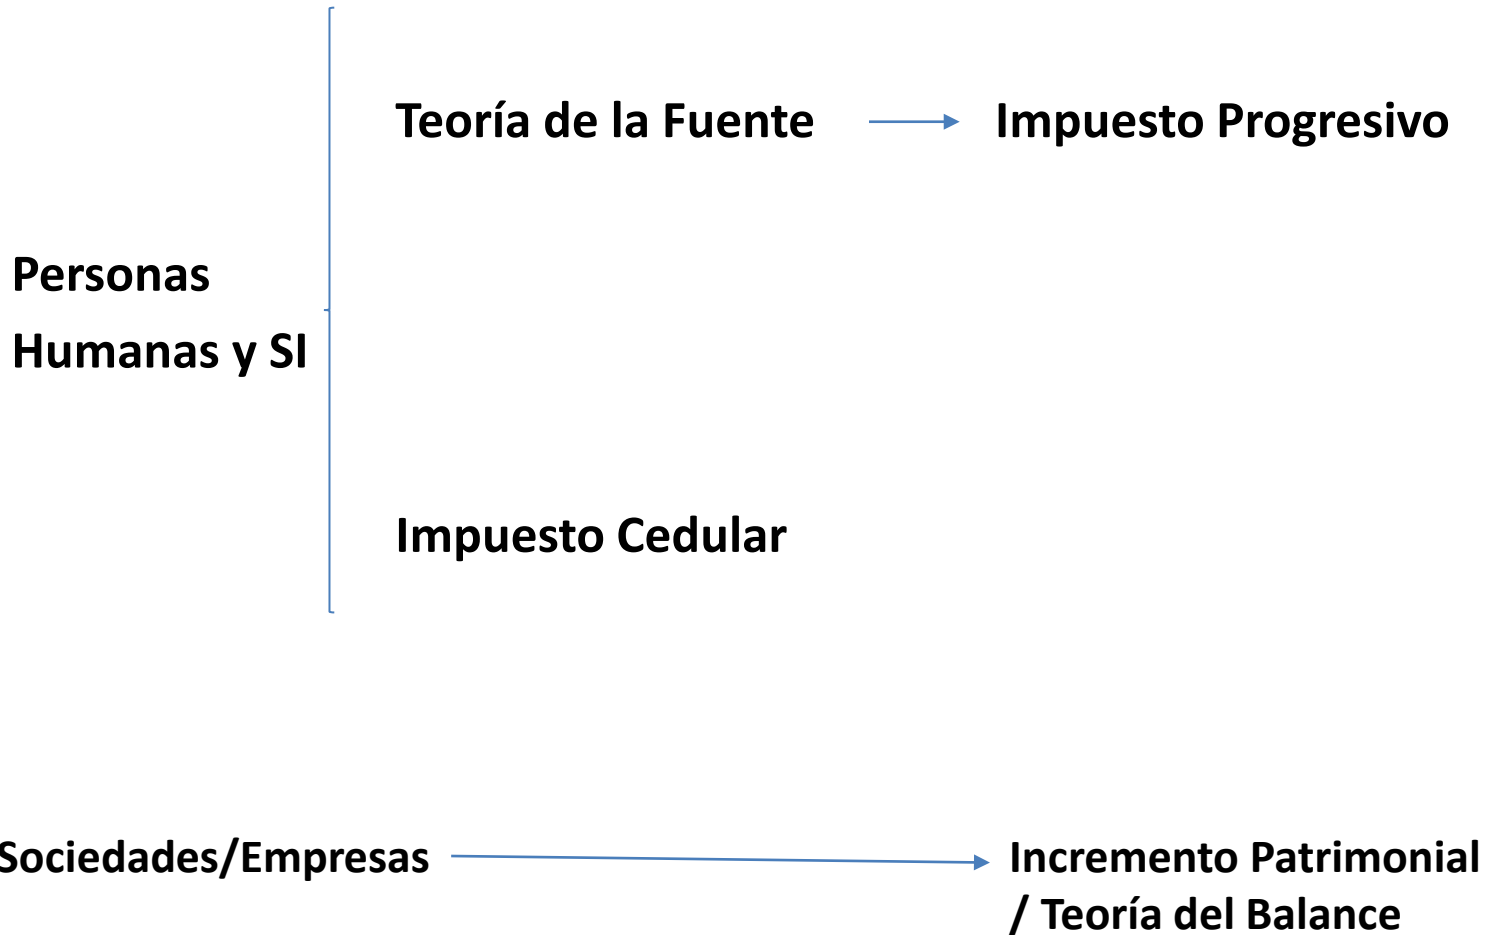 Teoría de la Fuente
Impuesto Progresivo
Personas
Humanas y SI
Impuesto Cedular
Sociedades/Empresas
Incremento Patrimonial
/ Teoría del Balance